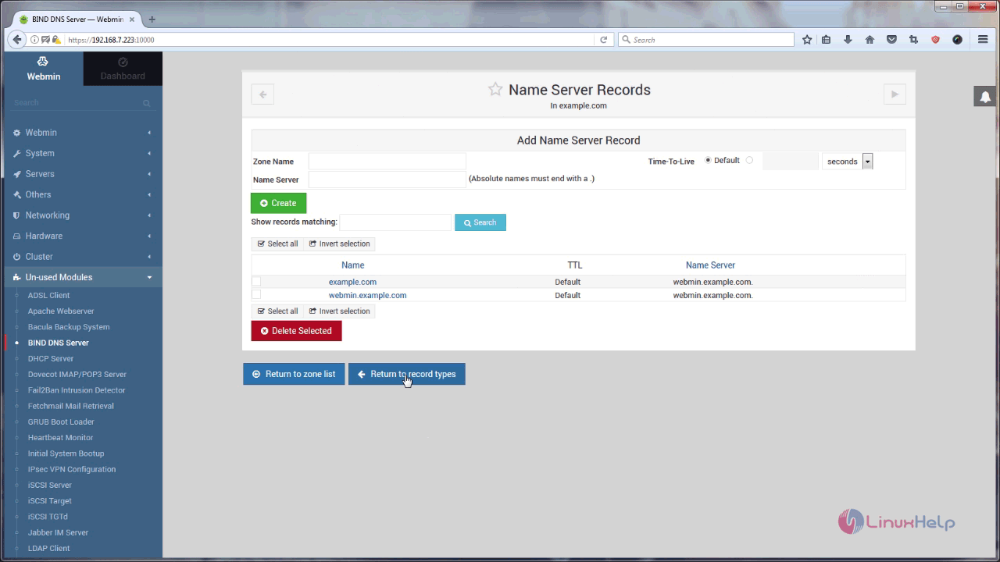 BIND DNS Server — Webmin
https://192.168.7.223:10000
Search
Webmin
Dashboard
Search
Webmin
System
Servers
Others
Networking
Hardware
Cluster
Un-used Modules
ADSL Client
Apache Webserver
Bacula Backup System
BIND DNS Server
DHCP Server
Dovecot IMAP/POP3 Server
Fail2Ban Intrusion Detector
Fetchmail Mail Retrieval
GRUB Boot Loader
Heartbeat Monitor
Initial System Bootup
IPsec VPN Configuration
iSCSI Server
iSCSI Target
iSCSI TGTd
Jabber IM Server
LDAP Client
Name Server Records
In example.com
Add Name Server Record
Zone Name
Time-To-Live Default seconds
Name Server (Absolute names must end with a .)
Create
Show records matching: Search
Select all Invert selection
Name TTL Name Server
example.com Default webmin.example.com.
webmin.example.com Default webmin.example.com.
Select all Invert selection
Delete Selected
Return to zone list Return to record types
LinuxHelp